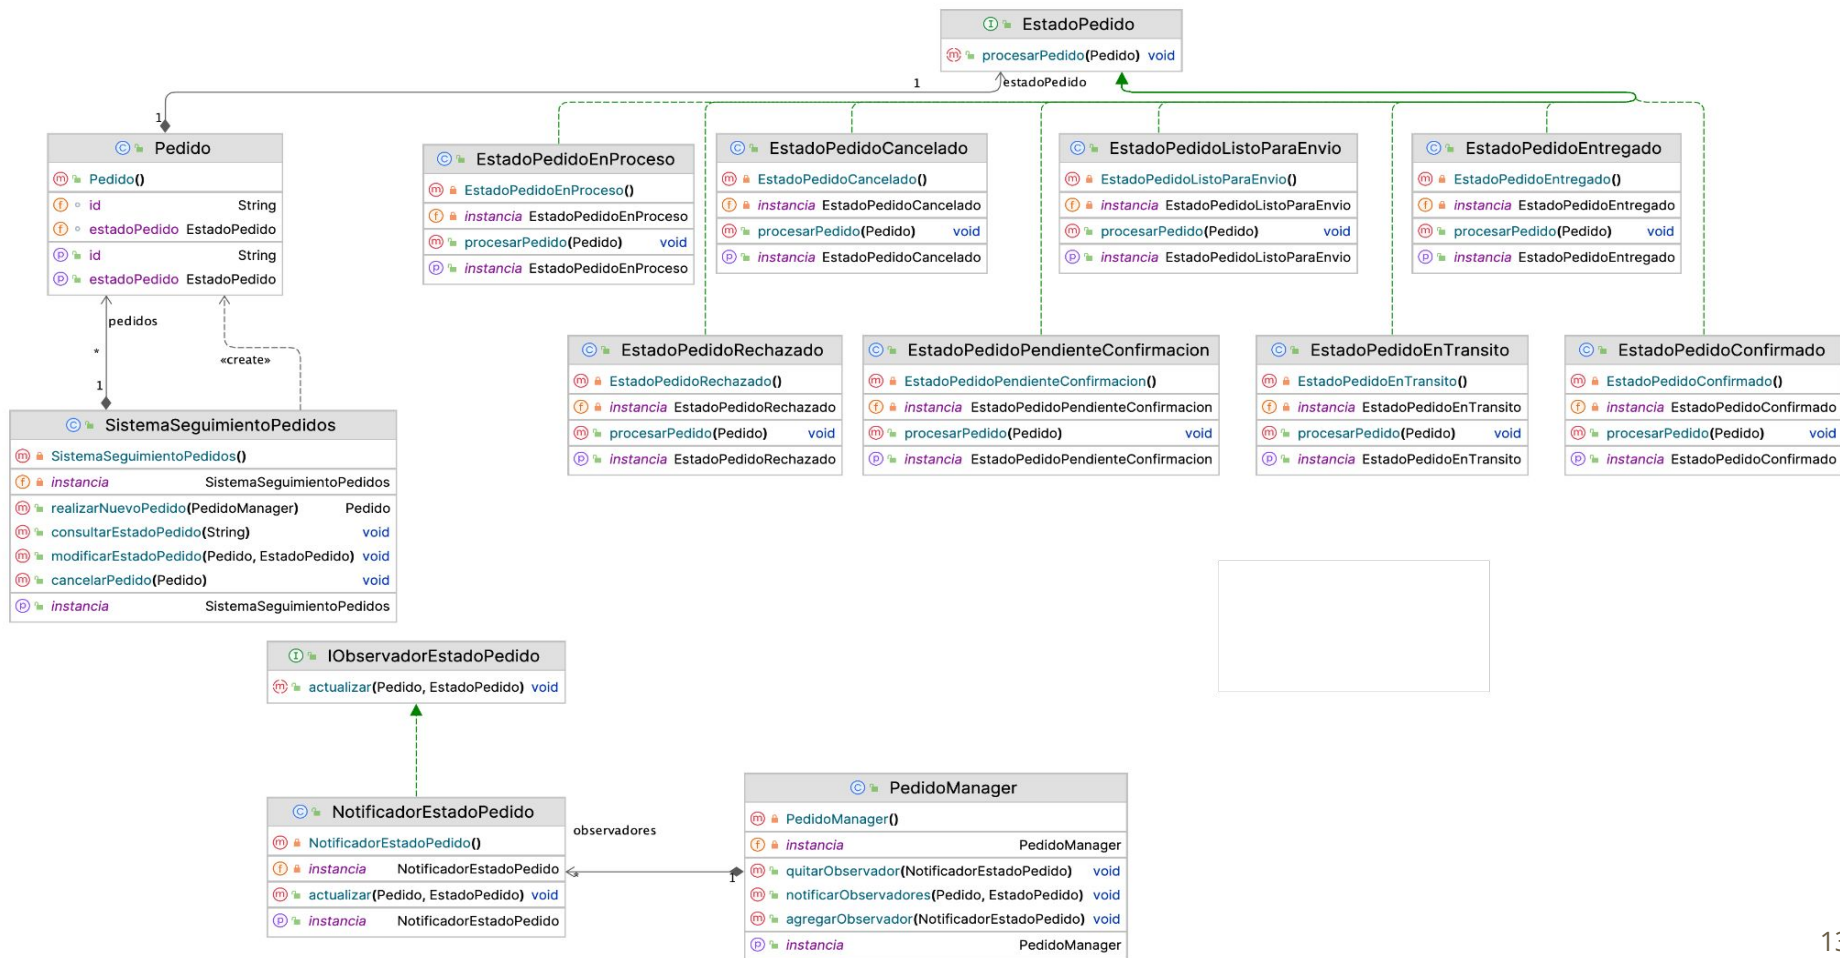 EstadoPedido
procesarPedido(Pedido) void
1
estadoPedido
1
Pedido
Pedido()
id String
estadoPedido EstadoPedido
id String
estadoPedido EstadoPedido
EstadoPedidoEnProceso
EstadoPedidoEnProceso()
instancia EstadoPedidoEnProceso
procesarPedido(Pedido) void
instancia EstadoPedidoEnProceso
EstadoPedidoCancelado
EstadoPedidoCancelado()
instancia EstadoPedidoCancelado
procesarPedido(Pedido) void
instancia EstadoPedidoCancelado
EstadoPedidoListoParaEnvio
EstadoPedidoListoParaEnvio()
instancia EstadoPedidoListoParaEnvio
procesarPedido(Pedido) void
instancia EstadoPedidoListoParaEnvio
EstadoPedidoEntregado
EstadoPedidoEntregado()
instancia EstadoPedidoEntregado
procesarPedido(Pedido) void
instancia EstadoPedidoEntregado
pedidos
«create»
*
1
EstadoPedidoRechazado
EstadoPedidoRechazado()
instancia EstadoPedidoRechazado
procesarPedido(Pedido) void
instancia EstadoPedidoRechazado
EstadoPedidoPendienteConfirmacion
EstadoPedidoPendienteConfirmacion()
instancia EstadoPedidoPendienteConfirmacion
procesarPedido(Pedido) void
instancia EstadoPedidoPendienteConfirmacion
EstadoPedidoEnTransito
EstadoPedidoEnTransito()
instancia EstadoPedidoEnTransito
procesarPedido(Pedido) void
instancia EstadoPedidoEnTransito
EstadoPedidoConfirmado
EstadoPedidoConfirmado()
instancia EstadoPedidoConfirmado
procesarPedido(Pedido) void
instancia EstadoPedidoConfirmado
SistemaSeguimientoPedidos
SistemaSeguimientoPedidos()
instancia SistemaSeguimientoPedidos
realizarNuevoPedido(PedidoManager) Pedido
consultarEstadoPedido(String) void
modificarEstadoPedido(Pedido, EstadoPedido) void
cancelarPedido(Pedido) void
instancia SistemaSeguimientoPedidos
IObservadorEstadoPedido
actualizar(Pedido, EstadoPedido) void
NotificadorEstadoPedido
NotificadorEstadoPedido()
instancia NotificadorEstadoPedido
actualizar(Pedido, EstadoPedido) void
instancia NotificadorEstadoPedido
observadores
*
1
PedidoManager
PedidoManager()
instancia PedidoManager
quitarObservador(NotificadorEstadoPedido) void
notificarObservadores(Pedido, EstadoPedido) void
agregarObservador(NotificadorEstadoPedido) void
instancia PedidoManager
13